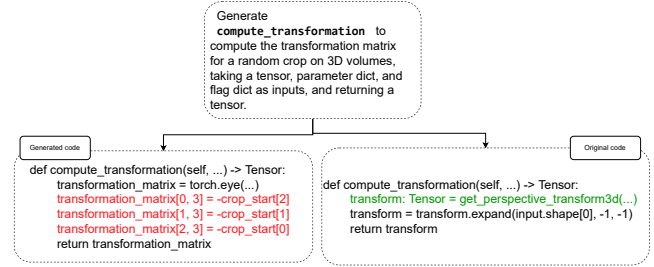 Generate
compute_transformation to
compute the transformation matrix
for a random crop on 3D volumes,
taking a tensor, parameter dict, and
flag dict as inputs, and returning a
tensor.
Generated code
def compute_transformation(self, ...) -> Tensor:
transformation_matrix = torch.eye(...)
transformation_matrix[0, 3] = -crop_start[2]
transformation_matrix[1, 3] = -crop_start[1]
transformation_matrix[2, 3] = -crop_start[0]
return transformation_matrix
Original code
def compute_transformation(self, ...) -> Tensor:
transform: Tensor = get_perspective_transform3d(...)
transform = transform.expand(input.shape[0], -1, -1)
return transform